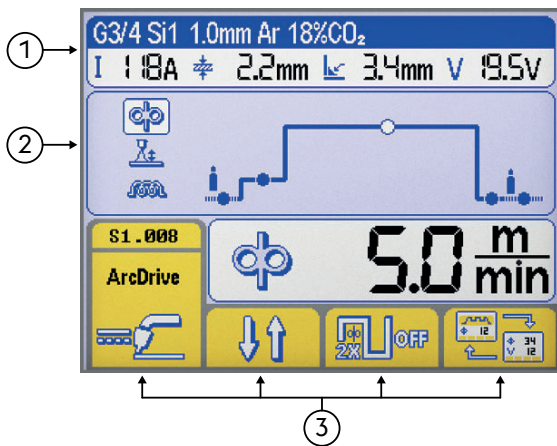 G3/4 Si1 1.0mm Ar 18%CO₂
I 118A 2.2mm 3.4mm V 19.5V
1
2
S1.008
ArcDrive
5.0 m/min
2X OFF
12
Φ 34
V 12
3